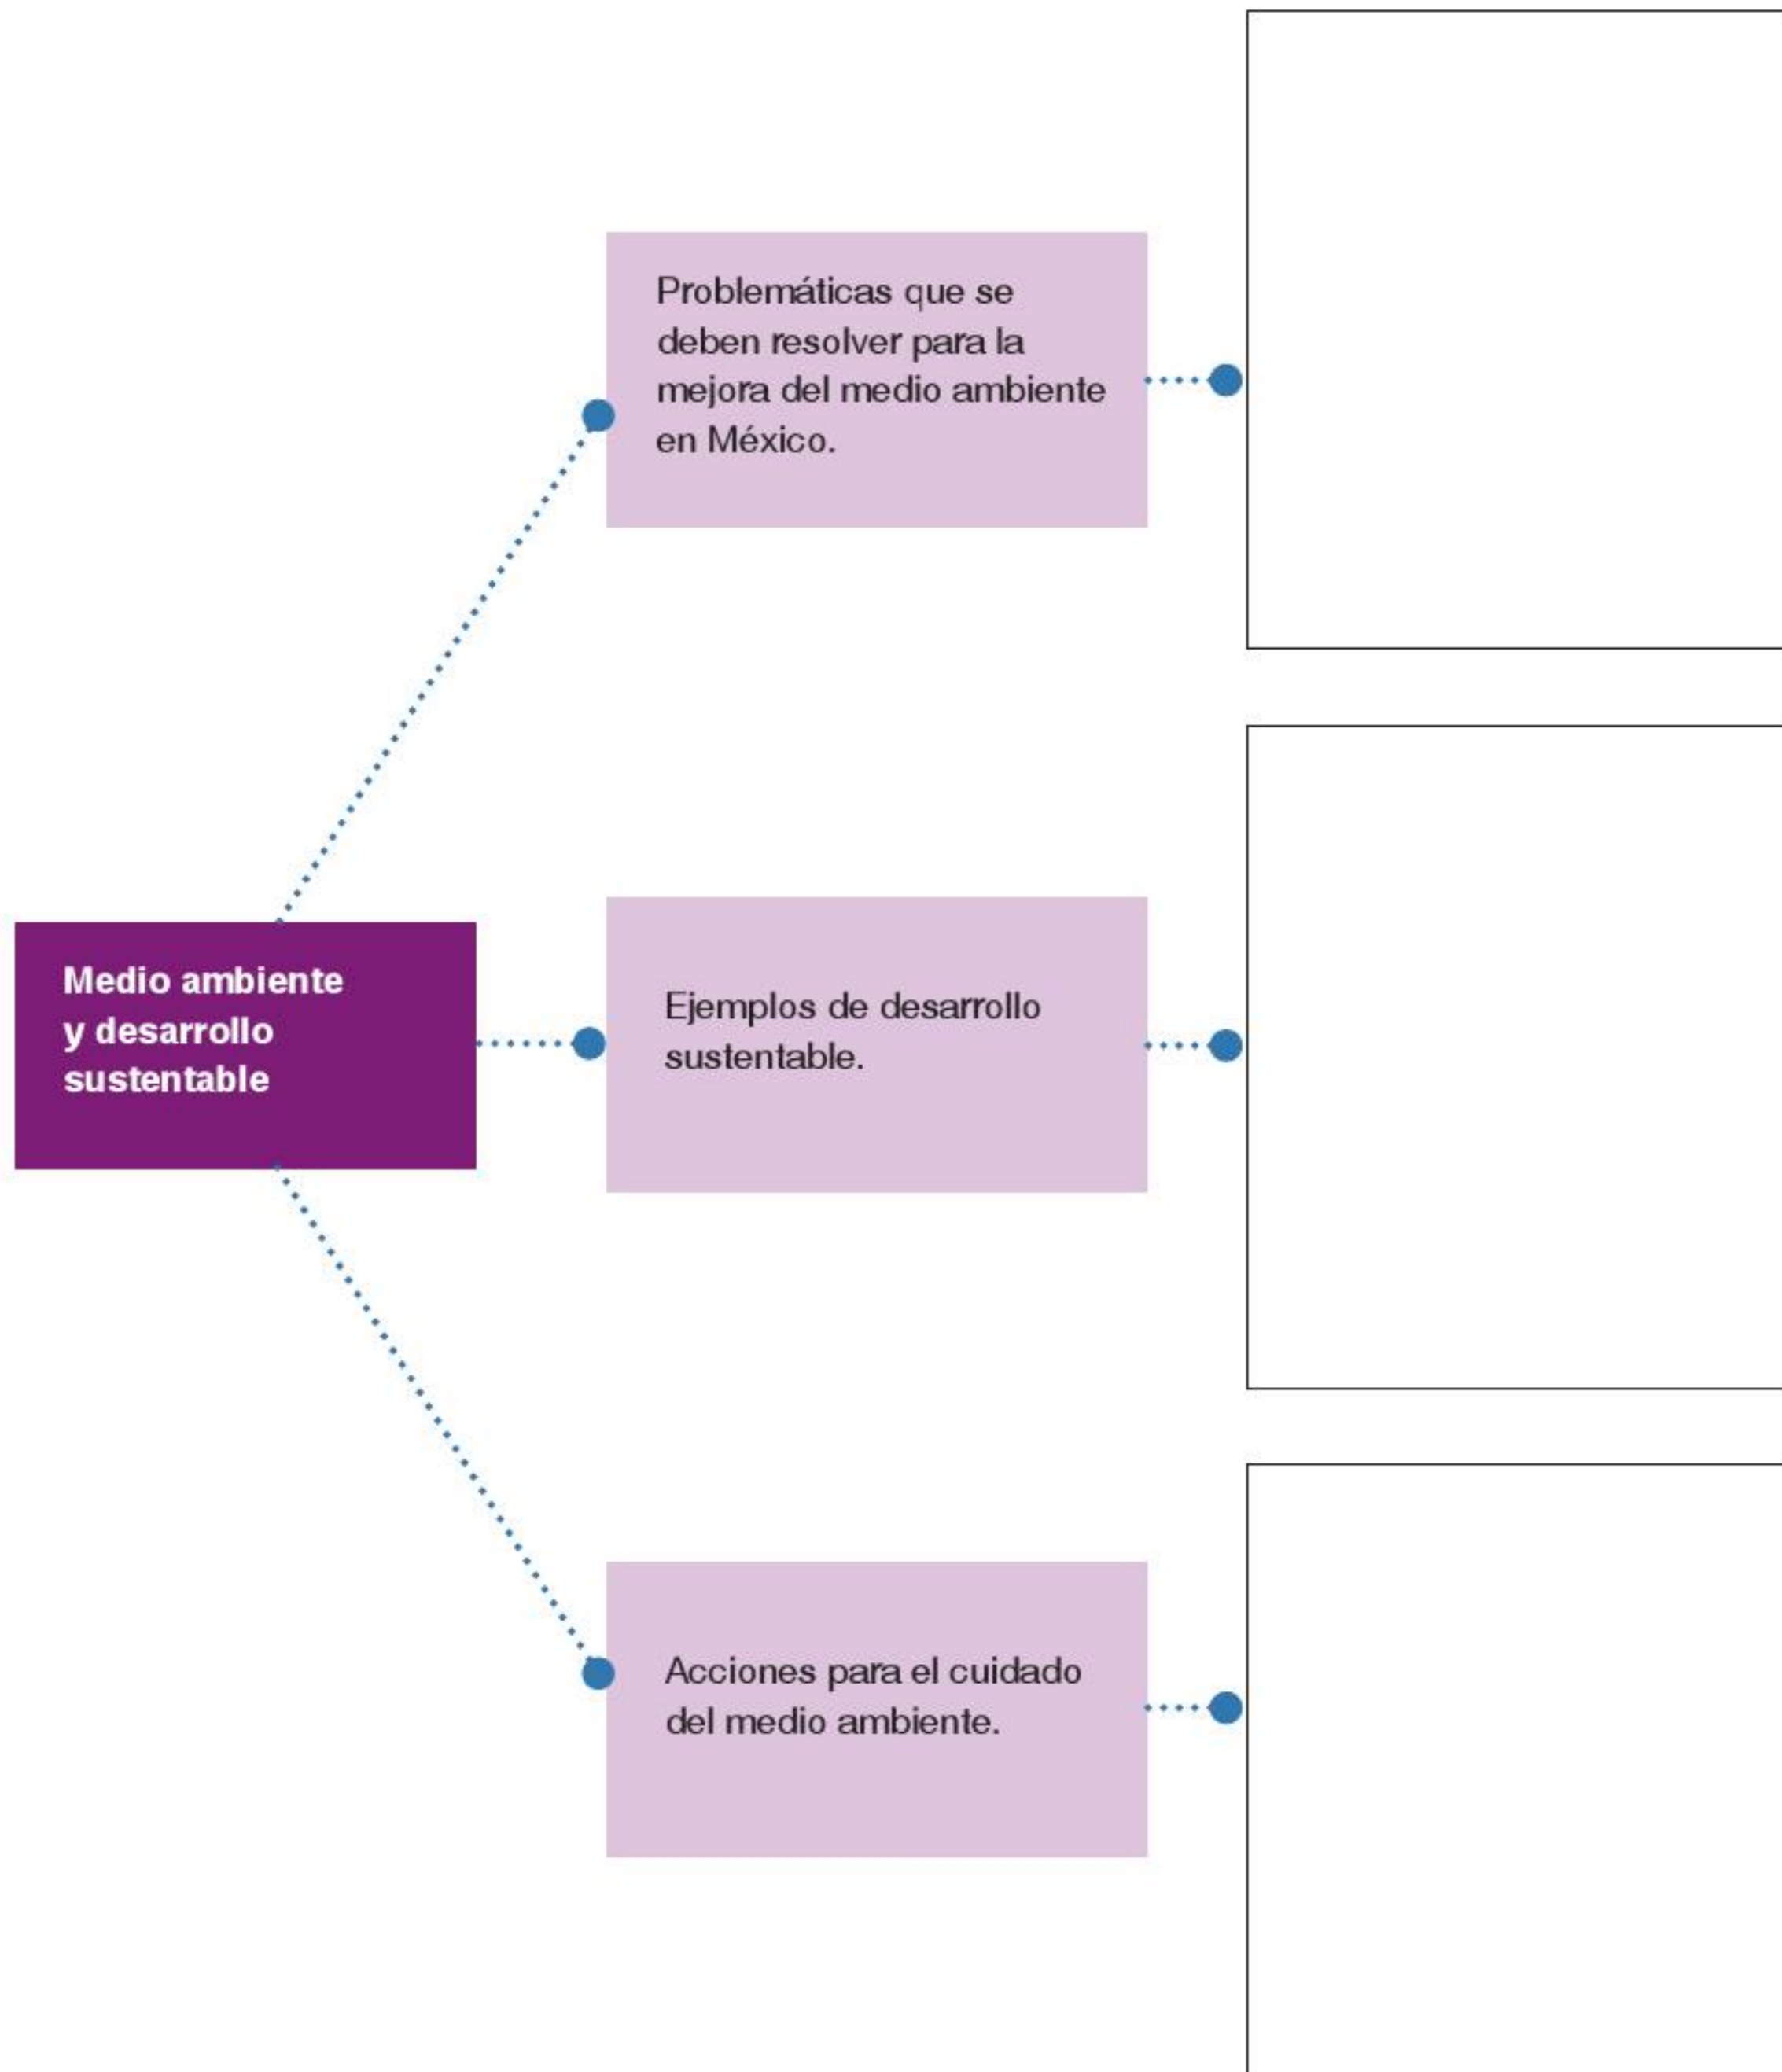 Problemáticas que se
deben resolver para la
mejora del medio ambiente
en México.
Medio ambiente
y desarrollo
sustentable
Ejemplos de desarrollo
sustentable.
Acciones para el cuidado
del medio ambiente.